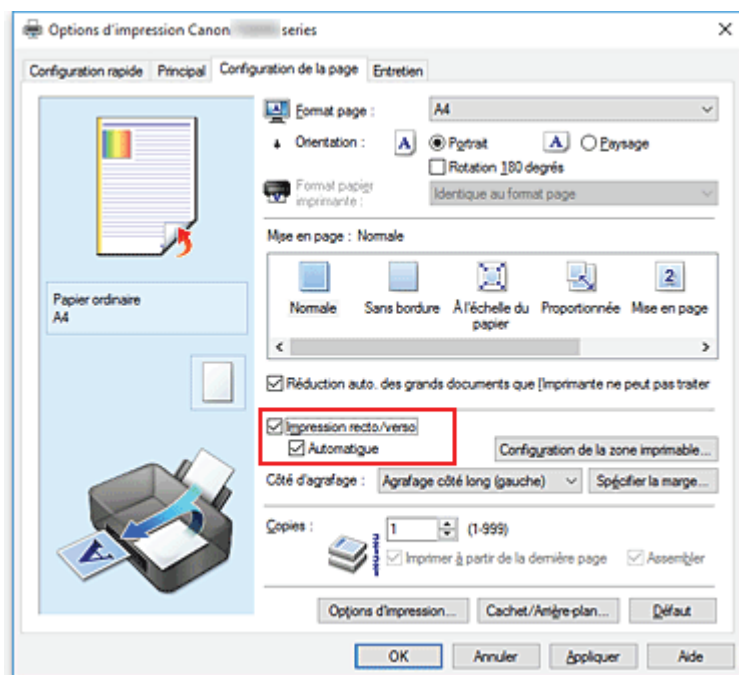 Options d'impression Canon series
Configuration rapide Principal Configuration de la page Entretien
Format page : A4
Orientation : A Portrait A Paysage
Rotation 180 degrés
Format papier imprimante : Identique au format page
Mise en page : Normale
Papier ordinaire
A4
Normale Sans bordure À l'échelle du papier Proportionnée Mise en page
Réduction auto. des grands documents que l'imprimante ne peut pas traiter
Impression recto/verso
Automatique
Configuration de la zone imprimable...
Côté d'agrafage : Agrafage côté long (gauche) Spécifier la marge...
Copies : 1 (1-999)
Imprimer à partir de la dernière page Assembler
Options d'impression... Cachet/Arrière-plan... Défaut
OK Annuler Appliquer Aide